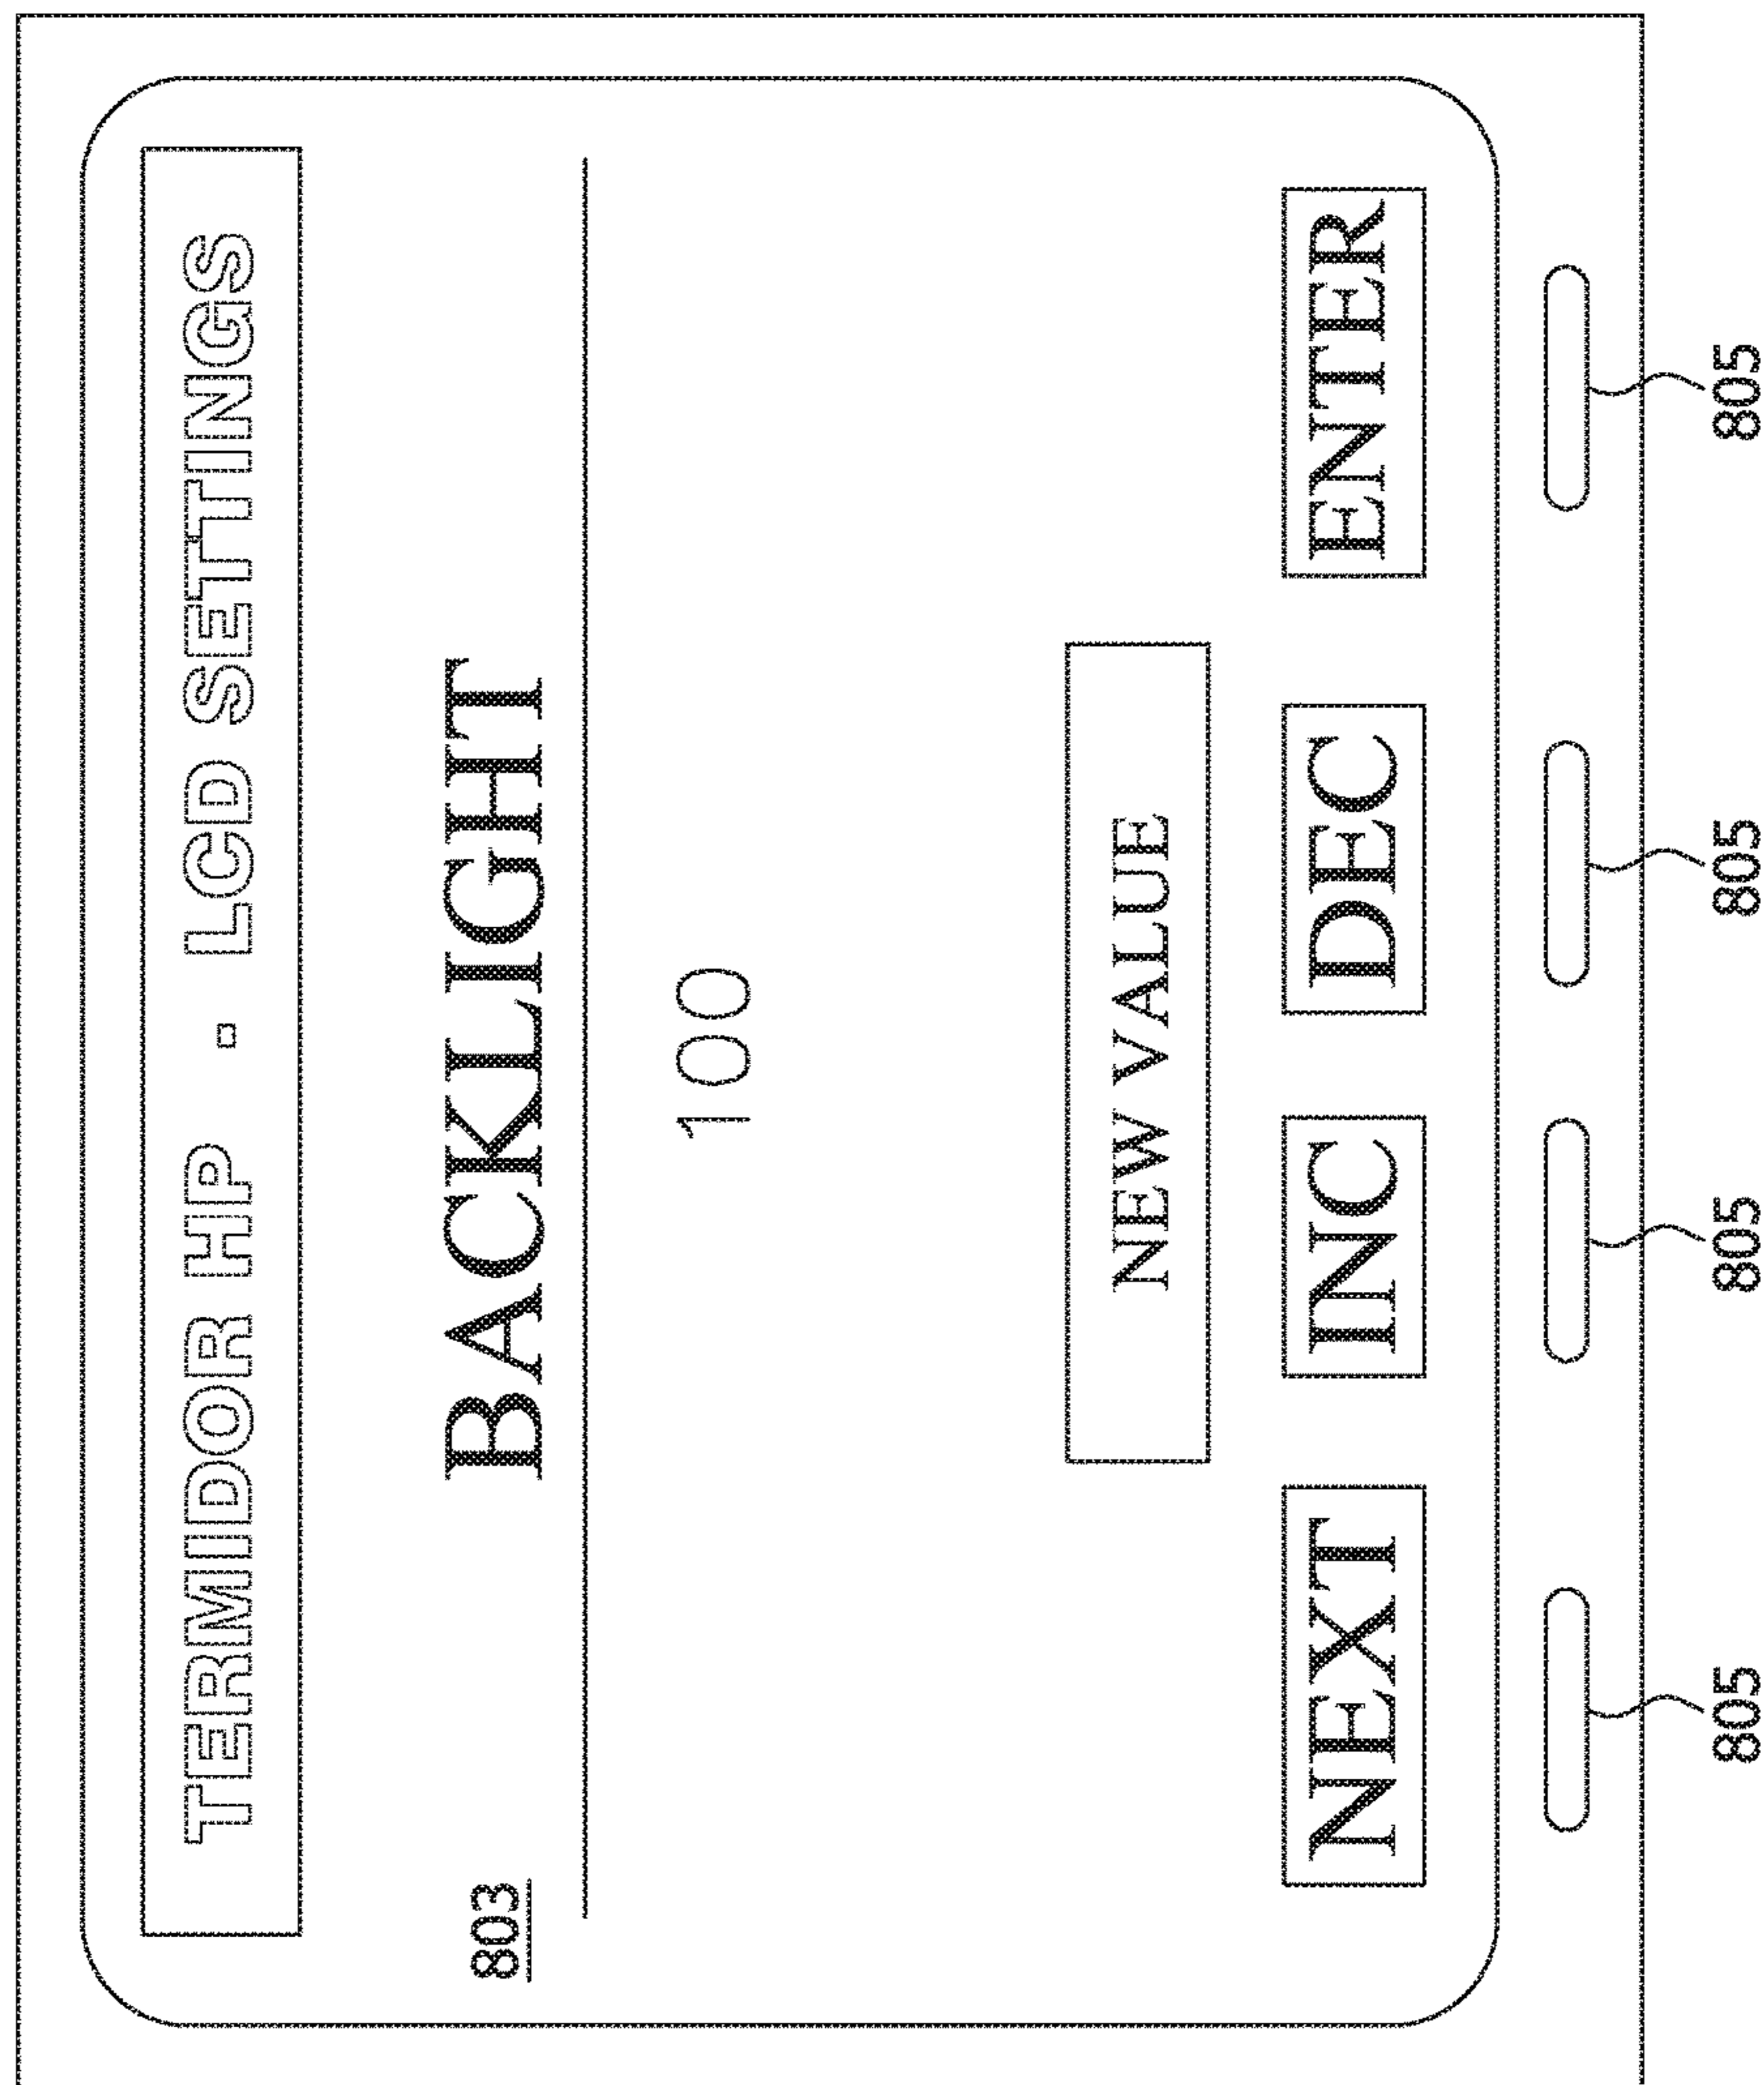 TERMIDOR HP - LCD SETTINGS
803
BACKLIGHT
100
NEW VALUE
NEXT INC DEC ENTER
805 805 805 805